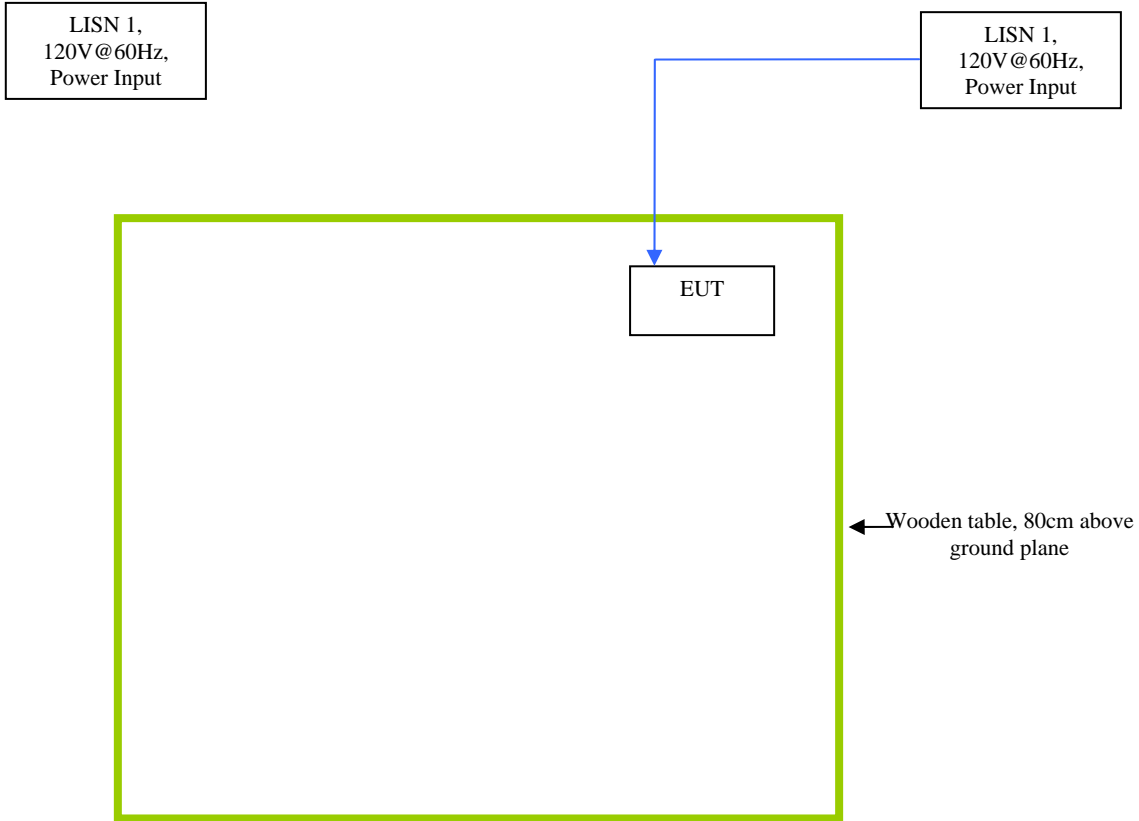 LISN 1,
120V@60Hz,
Power Input
LISN 1,
120V@60Hz,
Power Input
EUT
Wooden table, 80cm above
ground plane